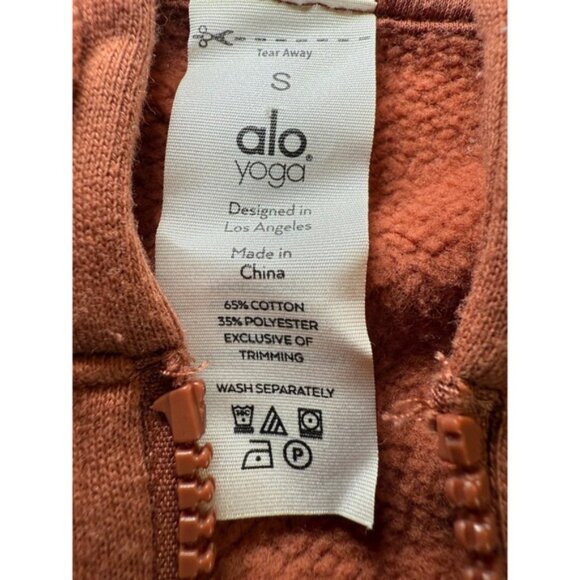 Tear Away
S
alo®
yoga
Designed in
Los Angeles
Made in
China
65% COTTON
35% POLYESTER
EXCLUSIVE OF
TRIMMING
WASH SEPARATELY
P